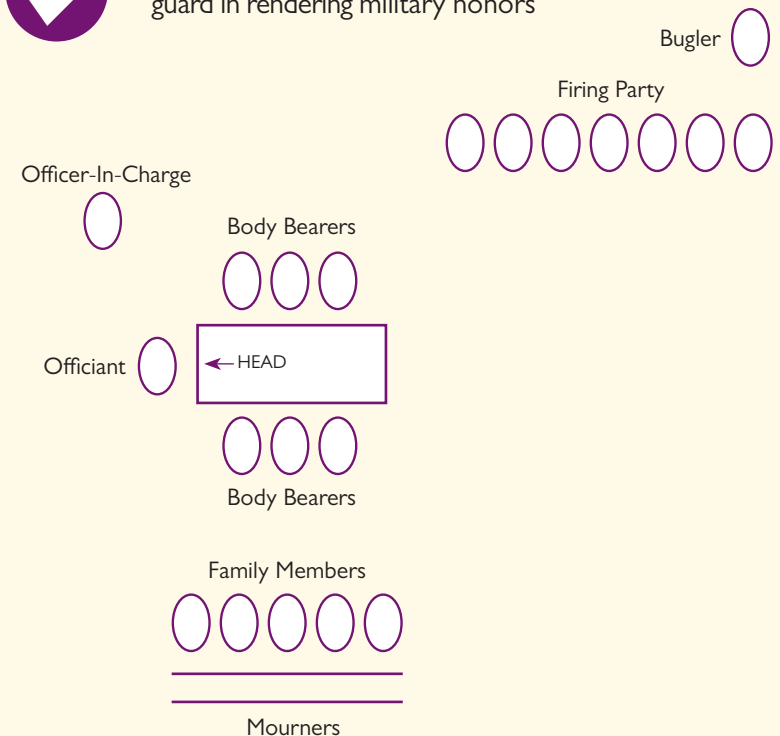 guard in rendering military honors
Bugler
Firing Party
Officer-In-Charge
Body Bearers
Officiant
HEAD
Body Bearers
Family Members
Mourners